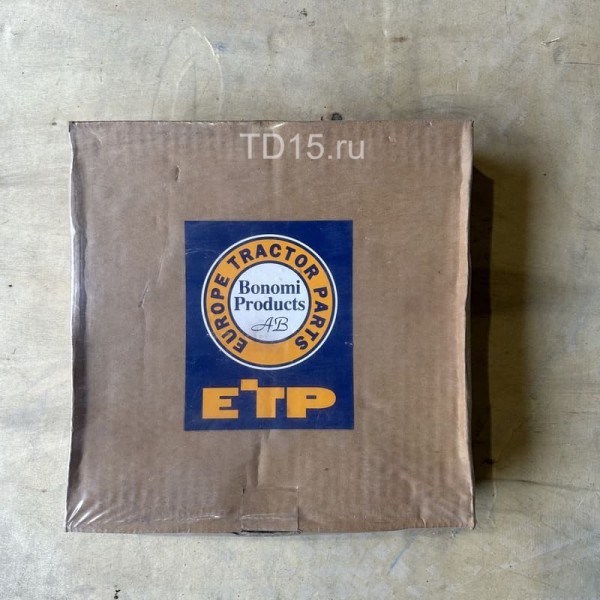 TD15.ru
EUROPE TRACTOR PARTS
Bonomi
Products
AB
ETP